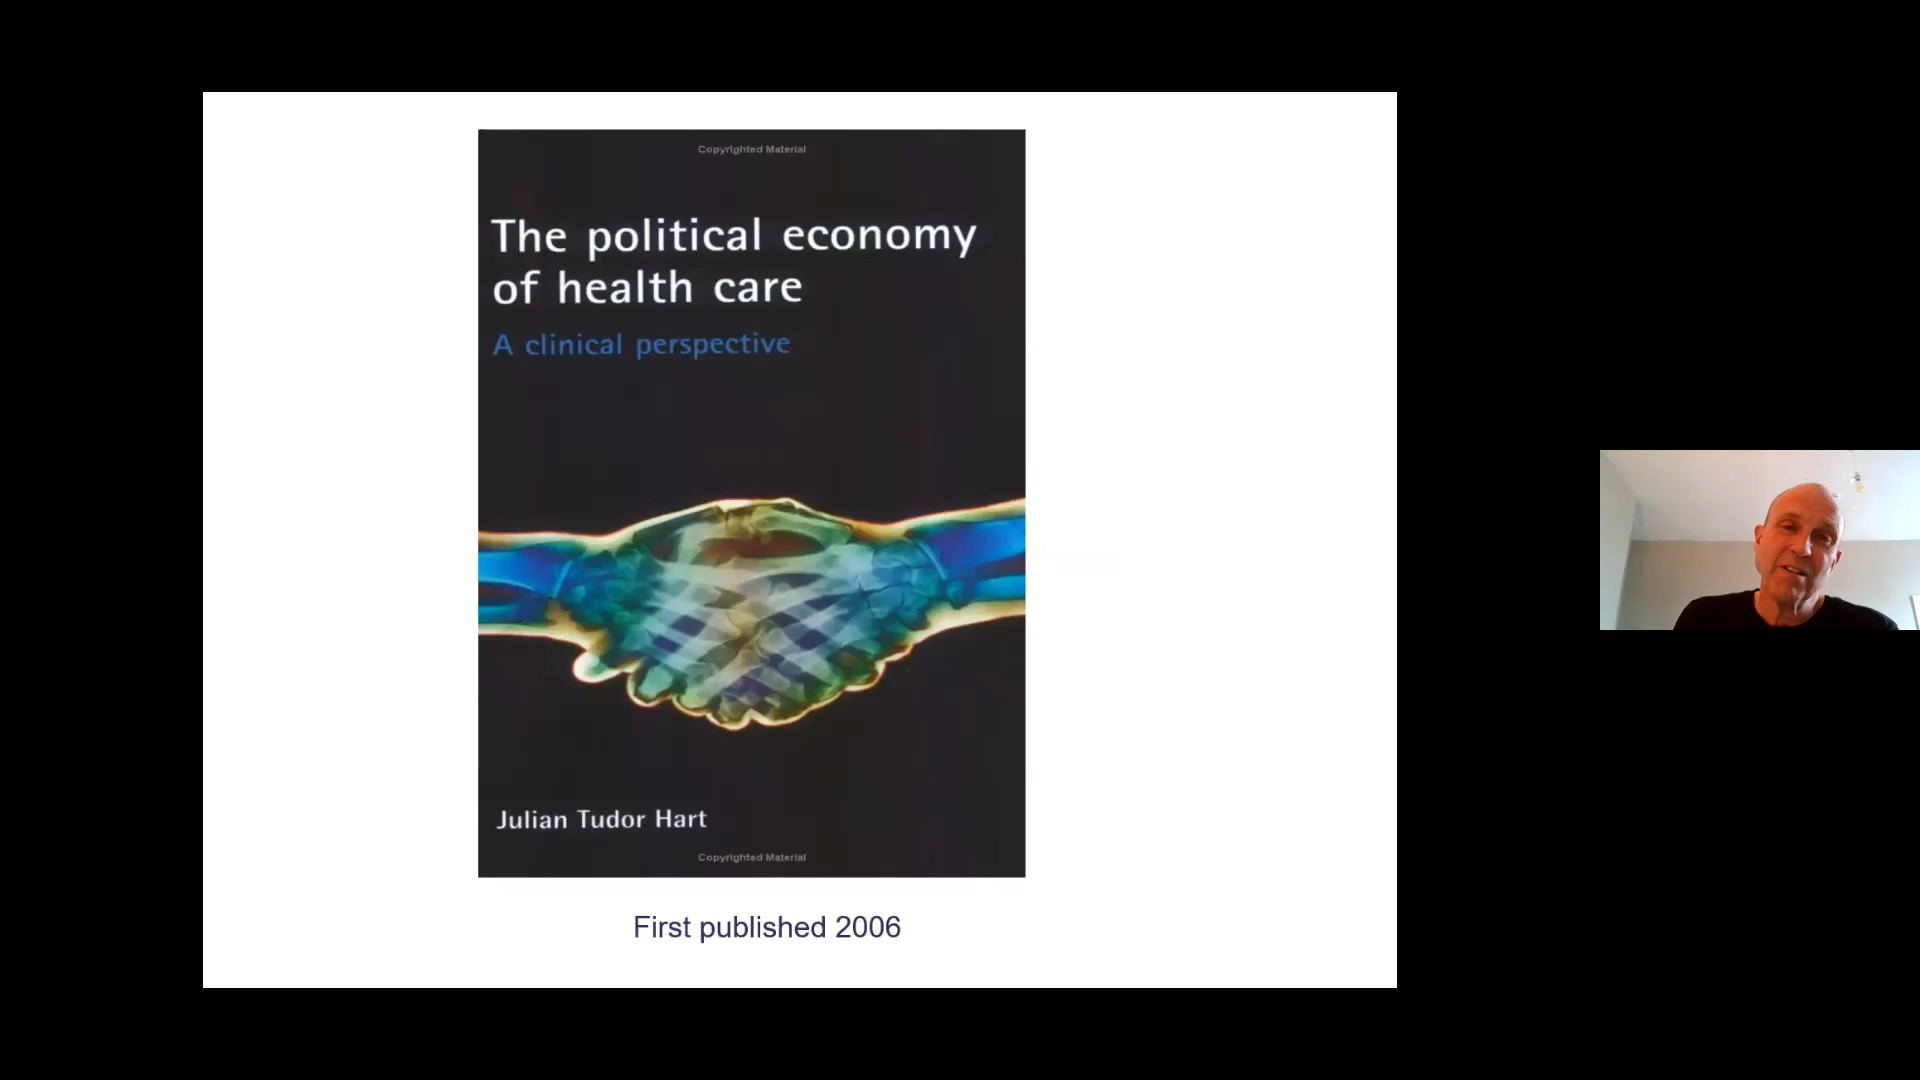 Copyrighted Material
The political economy
of health care
A clinical perspective
Julian Tudor Hart
Copyrighted Material
First published 2006